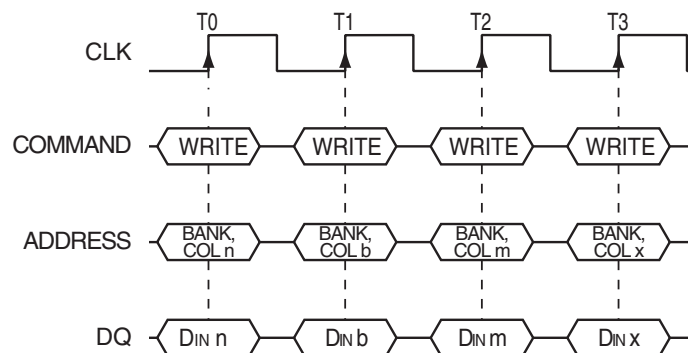 T0 T1 T2 T3
CLK
COMMAND WRITE WRITE WRITE WRITE
ADDRESS BANK, COL n BANK, COL b BANK, COL m BANK, COL x
DQ DIN n DIN b DIN m DIN x